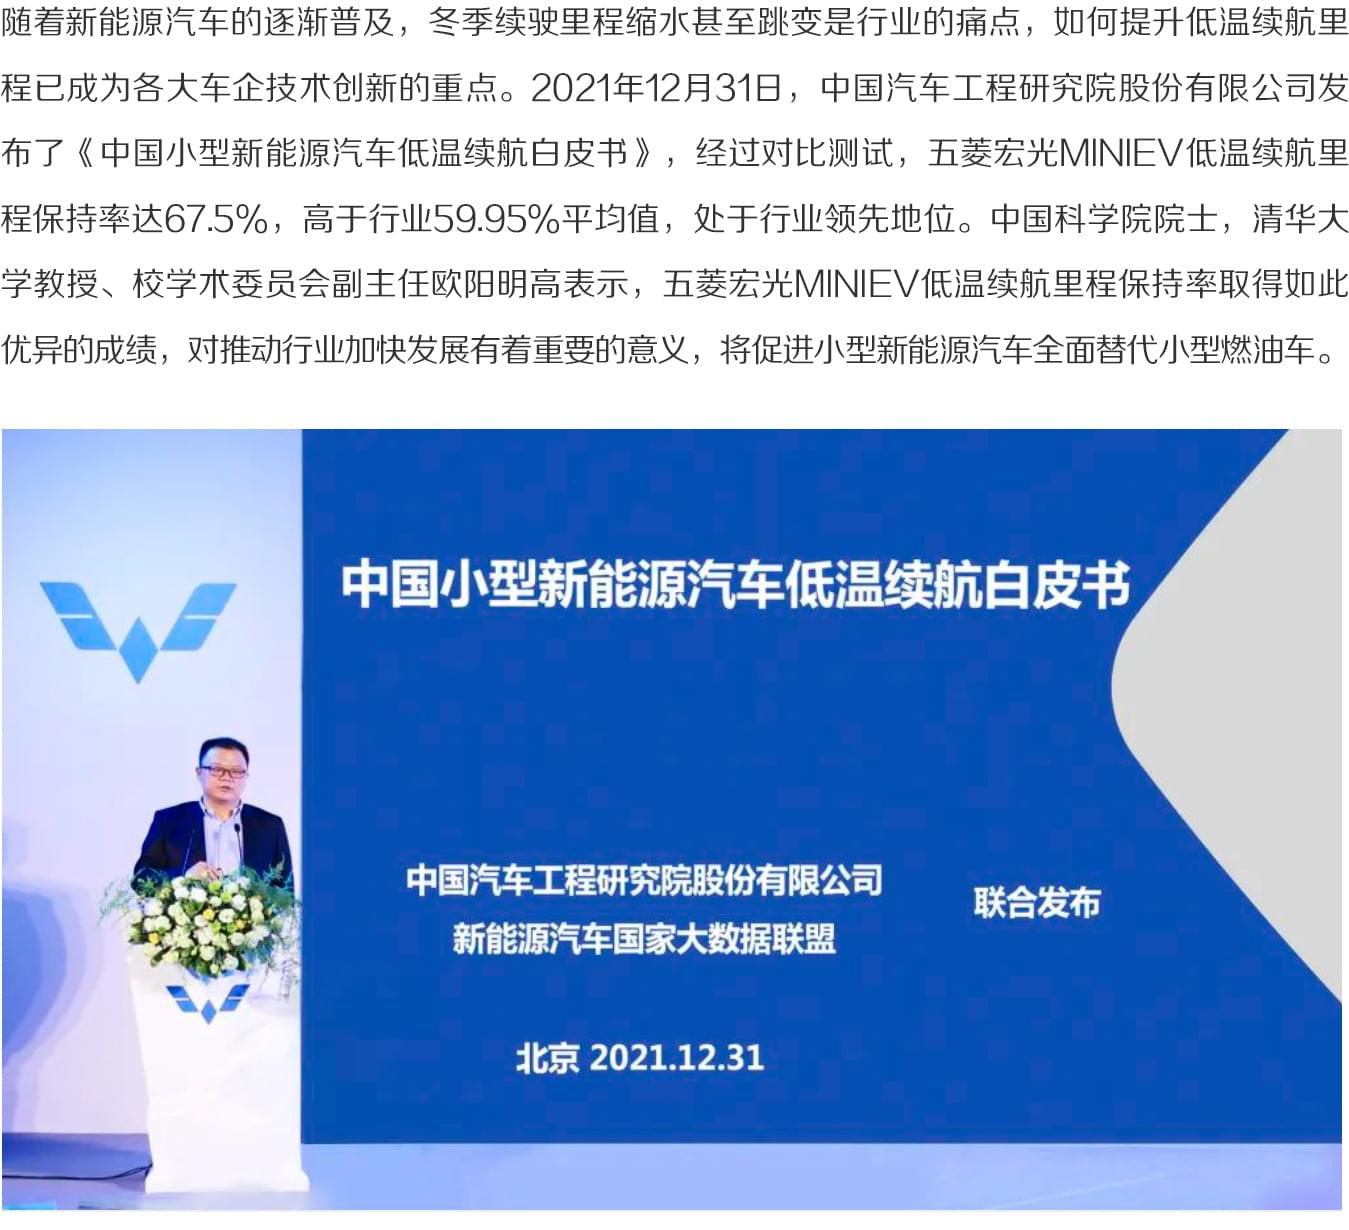 随着新能源汽车的逐渐普及，冬季续驶里程缩水甚至跳变是行业的痛点，如何提升低温续航里
程已成为各大车企技术创新的重点。2021年12月31日，中国汽车工程研究院股份有限公司发
布了《中国小型新能源汽车低温续航白皮书》，经过对比测试，五菱宏光MINIEV低温续航里
程保持率达67.5%，高于行业59.95%平均值，处于行业领先地位。中国科学院院士，清华大
学教授、校学术委员会副主任欧阳明高表示，五菱宏光MINIEV低温续航里程保持率取得如此
优异的成绩，对推动行业加快发展有着重要的意义，将促进小型新能源汽车全面替代小型燃油车。
中国小型新能源汽车低温续航白皮书
中国汽车工程研究院股份有限公司
新能源汽车国家大数据联盟
联合发布
北京 2021.12.31